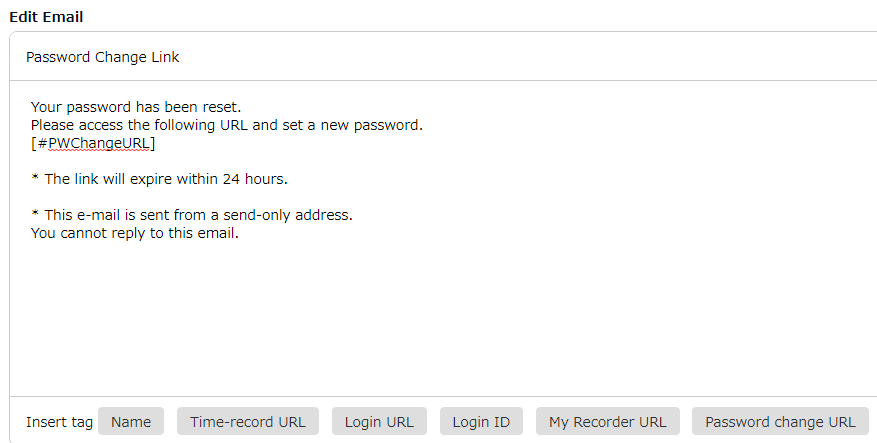 Edit Email
Password Change Link
Your password has been reset.
Please access the following URL and set a new password.
[#PWChangeURL]
* The link will expire within 24 hours.
* This e-mail is sent from a send-only address.
You cannot reply to this email.
Insert tag Name Time-record URL Login URL Login ID My Recorder URL Password change URL